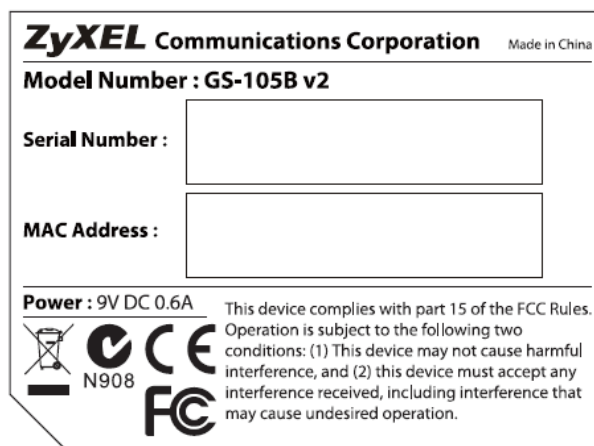 ZyXEL Communications Corporation Made in China
Model Number : GS-105B v2
Serial Number :
MAC Address :
Power : 9V DC 0.6A
This device complies with part 15 of the FCC Rules.
Operation is subject to the following two
conditions: (1) This device may not cause harmful
interference, and (2) this device must accept any
interference received, including interference that
may cause undesired operation.
CE
N908
FC